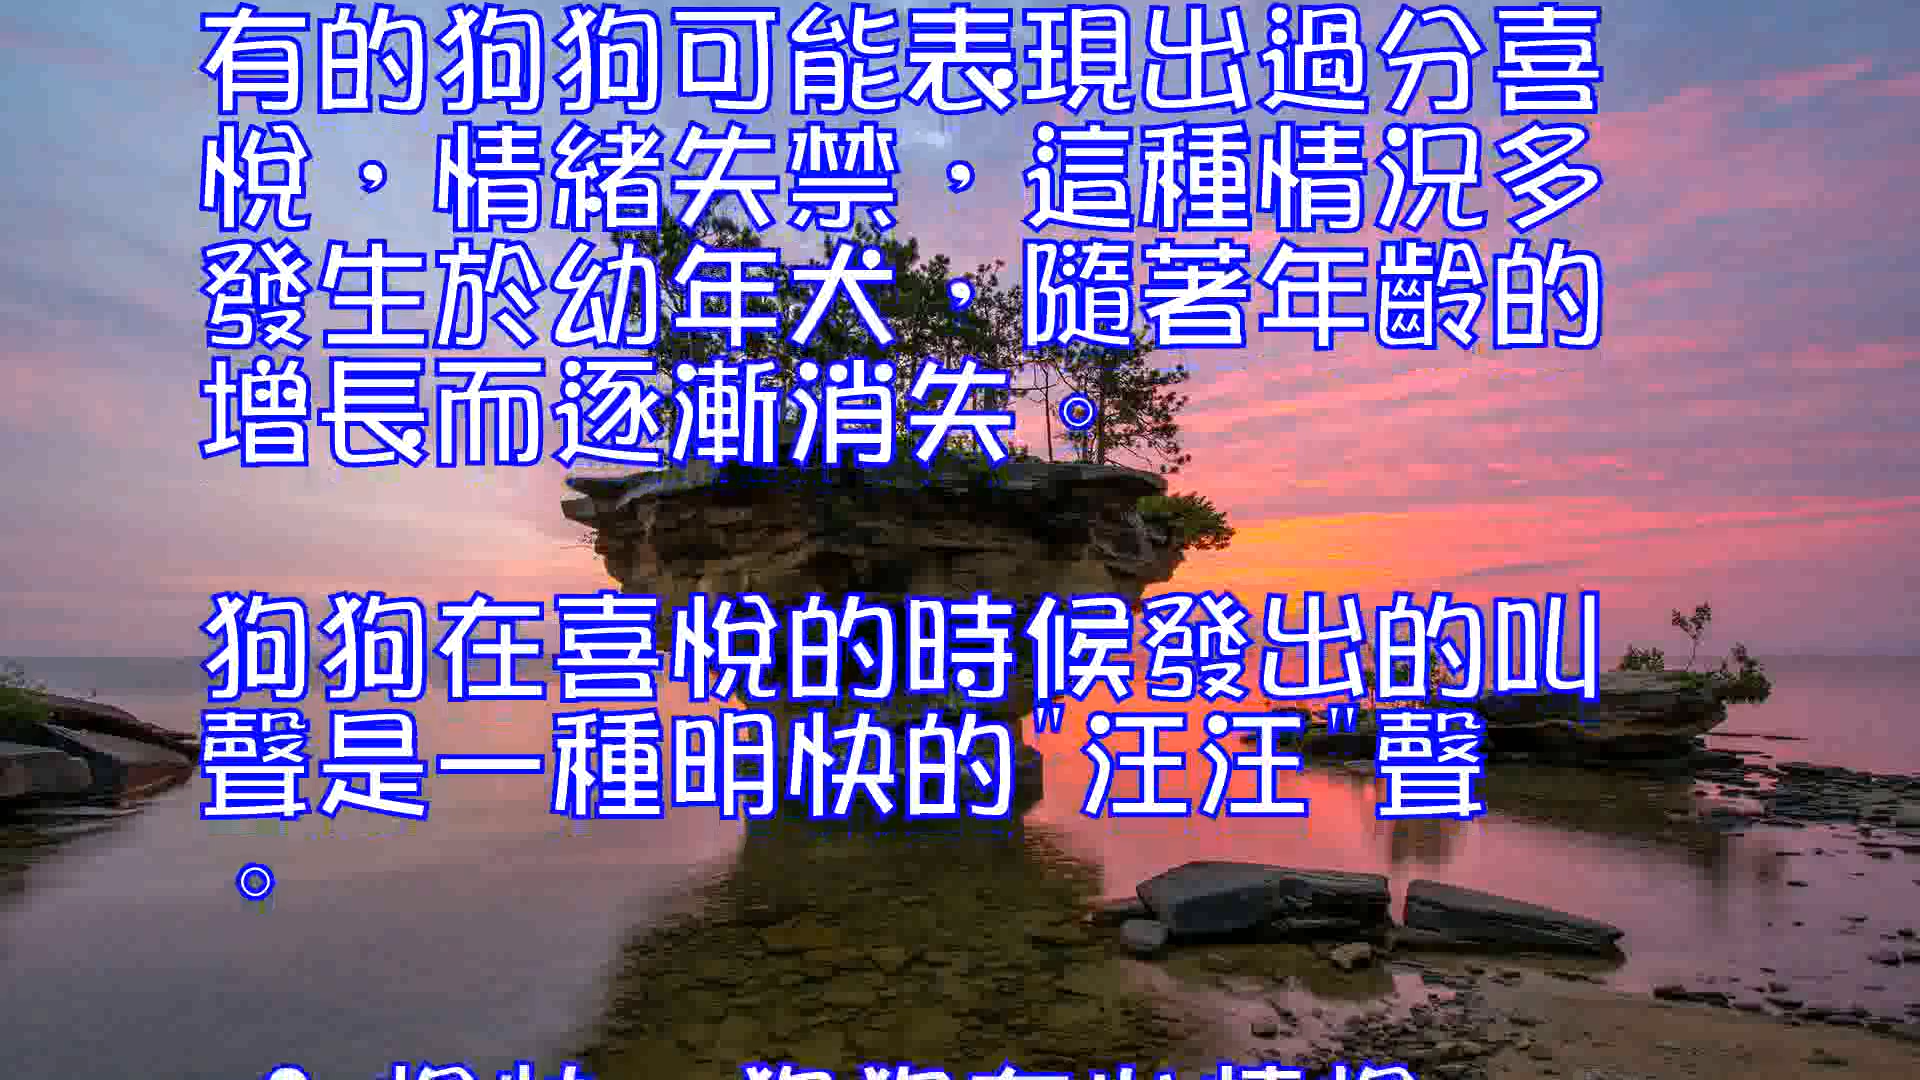 有的狗狗可能表現出過分喜
悅，情緒失禁，這種情況多
發生於幼年犬，隨著年齡的
增長而逐漸消失。
狗狗在喜悅的時候發出的叫
聲是一種明快的"汪汪"聲
。